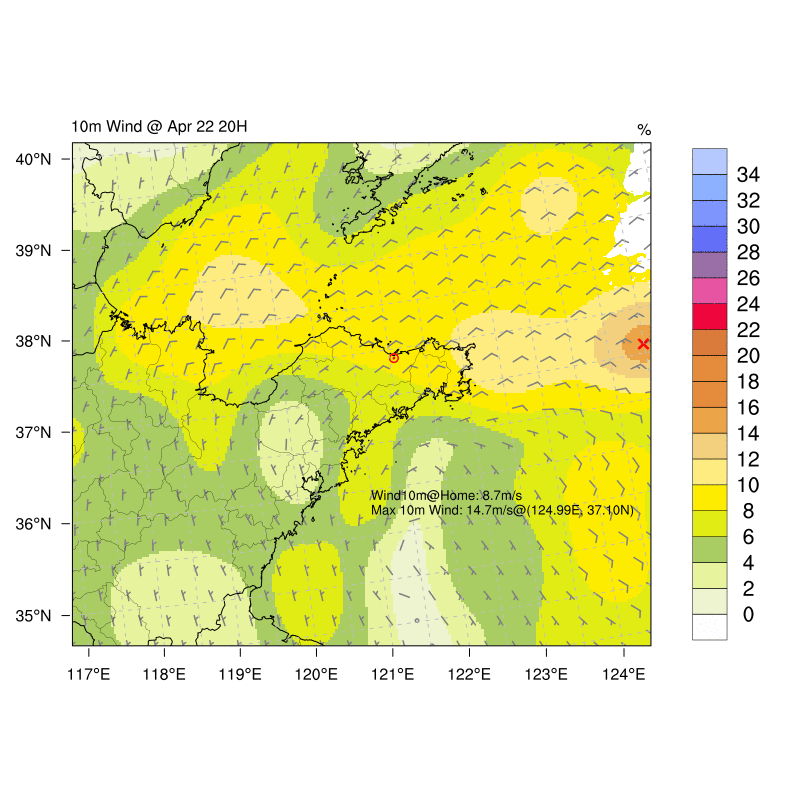 10m Wind @ Apr 22 20H
%
40°N
39°N
38°N
37°N
36°N
35°N
117°E
118°E
119°E
120°E
121°E
122°E
123°E
124°E
Wind10m@Home: 8.7m/s
Max 10m Wind: 14.7m/s@(124.99E, 37.10N)
34
32
30
28
26
24
22
20
18
16
14
12
10
8
6
4
2
0